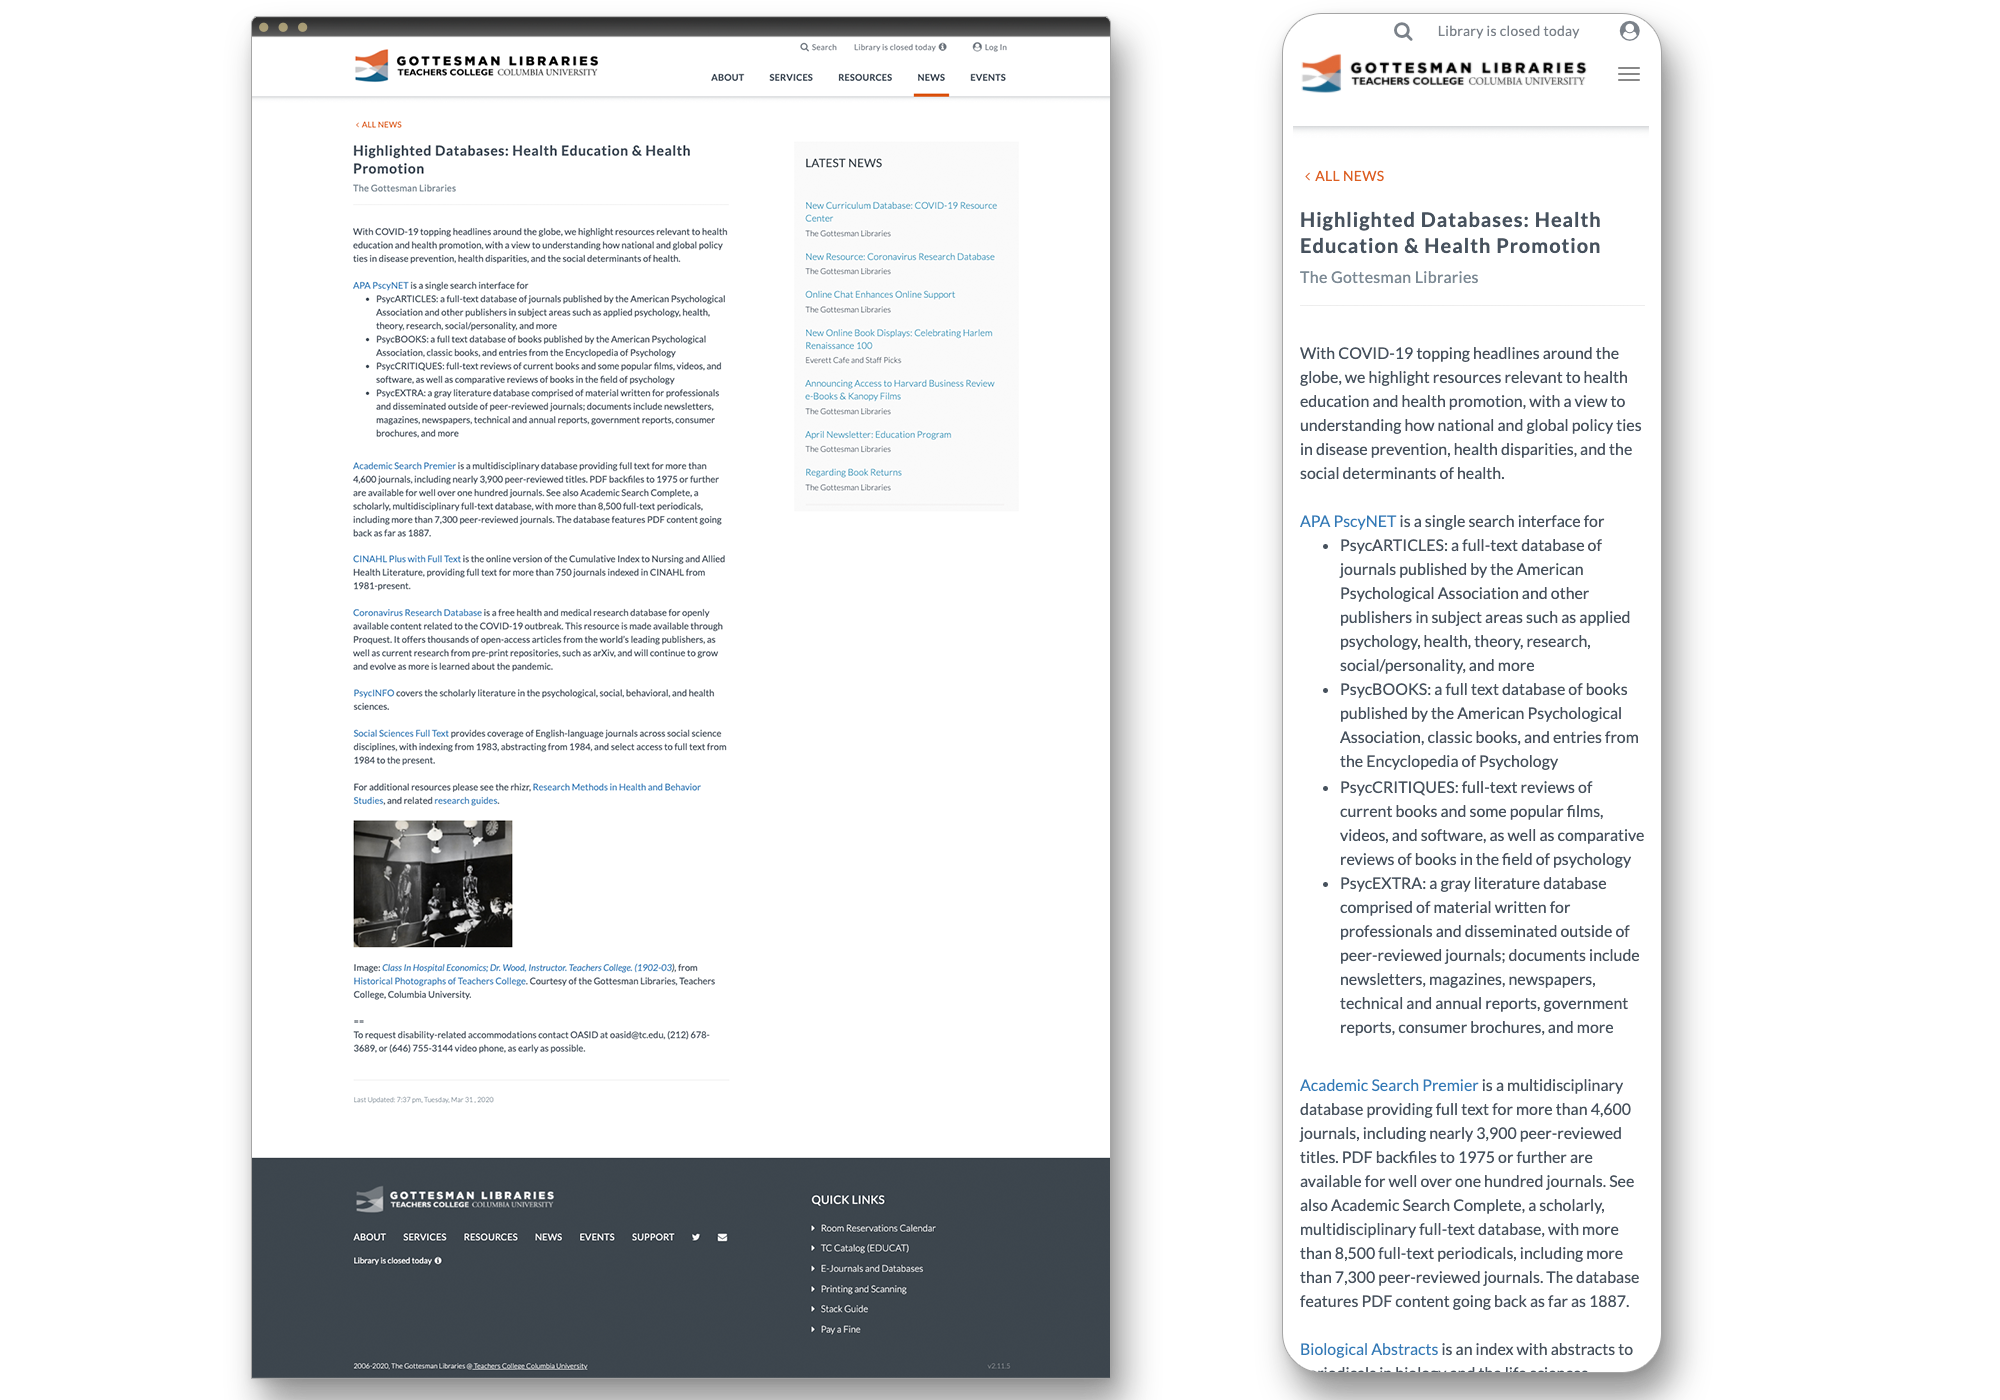 Search Library is closed today Log In
GOTTESMAN LIBRARIES
TEACHERS COLLEGE COLUMBIA UNIVERSITY
ABOUT SERVICES RESOURCES NEWS EVENTS
‹ ALL NEWS
Highlighted Databases: Health Education & Health
Promotion
The Gottesman Libraries
With COVID-19 topping headlines around the globe, we highlight resources relevant to health
education and health promotion, with a view to understanding how national and global policy
ties in disease prevention, health disparities, and the social determinants of health.
APA PscyNET is a single search interface for
• PsycARTICLES: a full-text database of journals published by the American Psychological
Association and other publishers in subject areas such as applied psychology, health,
theory, research, social/personality, and more
• PsycBOOKS: a full text database of books published by the American Psychological
Association, classic books, and entries from the Encyclopedia of Psychology
• PsycCRITIQUES: full-text reviews of current books and some popular films, videos, and
software, as well as comparative reviews of books in the field of psychology
• PsycEXTRA: a gray literature database comprised of material written for professionals
and disseminated outside of peer-reviewed journals; documents include newsletters,
magazines, newspapers, technical and annual reports, government reports, consumer
brochures, and more
Academic Search Premier is a multidisciplinary database providing full text for more than
4,600 journals, including nearly 3,900 peer-reviewed titles. PDF backfiles to 1975 or further
are available for well over one hundred journals. See also Academic Search Complete, a
scholarly, multidisciplinary full-text database, with more than 8,500 full-text periodicals,
including more than 7,300 peer-reviewed journals. The database features PDF content going
back as far as 1887.
CINAHL Plus with Full Text is the online version of the Cumulative Index to Nursing and Allied
Health Literature, providing full text for more than 750 journals indexed in CINAHL from
1981-present.
Coronavirus Research Database is a free health and medical research database for openly
available content related to the COVID-19 outbreak. This resource is made available through
Proquest. It offers thousands of open-access articles from the world's leading publishers, as
well as current research from pre-print repositories, such as arXiv, and will continue to grow
and evolve as more is learned about the pandemic.
PsycINFO covers the scholarly literature in the psychological, social, behavioral, and health
sciences.
Social Sciences Full Text provides coverage of English-language journals across social science
disciplines, with indexing from 1983, abstracting from 1984, and select access to full text from
1984 to the present.
For additional resources please see the rhizr, Research Methods in Health and Behavior
Studies, and related research guides.
Image: Class In Hospital Economics; Dr. Wood, Instructor. Teachers College. (1902-03), from
Historical Photographs of Teachers College. Courtesy of the Gottesman Libraries, Teachers
College, Columbia University.
==
To request disability-related accommodations contact OASID at oasid@tc.edu, (212) 678-
3689, or (646) 755-3144 video phone, as early as possible.
Last Updated: 7:37 pm, Tuesday, Mar 31, 2020
LATEST NEWS
New Curriculum Database: COVID-19 Resource
Center
The Gottesman Libraries
New Resource: Coronavirus Research Database
The Gottesman Libraries
Online Chat Enhances Online Support
The Gottesman Libraries
New Online Book Displays: Celebrating Harlem
Renaissance 100
Everett Cafe and Staff Picks
Announcing Access to Harvard Business Review
e-Books & Kanopy Films
The Gottesman Libraries
April Newsletter: Education Program
The Gottesman Libraries
Regarding Book Returns
The Gottesman Libraries
GOTTESMAN LIBRARIES
TEACHERS COLLEGE COLUMBIA UNIVERSITY
ABOUT SERVICES RESOURCES NEWS EVENTS SUPPORT
Library is closed today
QUICK LINKS
Room Reservations Calendar
TC Catalog (EDUCAT)
E-Journals and Databases
Printing and Scanning
Stack Guide
Pay a Fine
2006-2020, The Gottesman Libraries @ Teachers College Columbia University
v2.11.5
Library is closed today
GOTTESMAN LIBRARIES
TEACHERS COLLEGE COLUMBIA UNIVERSITY
‹ ALL NEWS
Highlighted Databases: Health
Education & Health Promotion
The Gottesman Libraries
With COVID-19 topping headlines around the
globe, we highlight resources relevant to health
education and health promotion, with a view to
understanding how national and global policy ties
in disease prevention, health disparities, and the
social determinants of health.
APA PscyNET is a single search interface for
• PsycARTICLES: a full-text database of
journals published by the American
Psychological Association and other
publishers in subject areas such as applied
psychology, health, theory, research,
social/personality, and more
• PsycBOOKS: a full text database of books
published by the American Psychological
Association, classic books, and entries from
the Encyclopedia of Psychology
• PsycCRITIQUES: full-text reviews of
current books and some popular films,
videos, and software, as well as comparative
reviews of books in the field of psychology
• PsycEXTRA: a gray literature database
comprised of material written for
professionals and disseminated outside of
peer-reviewed journals; documents include
newsletters, magazines, newspapers,
technical and annual reports, government
reports, consumer brochures, and more
Academic Search Premier is a multidisciplinary
database providing full text for more than 4,600
journals, including nearly 3,900 peer-reviewed
titles. PDF backfiles to 1975 or further are
available for well over one hundred journals. See
also Academic Search Complete, a scholarly,
multidisciplinary full-text database, with more
than 8,500 full-text periodicals, including more
than 7,300 peer-reviewed journals. The database
features PDF content going back as far as 1887.
Biological Abstracts is an index with abstracts to
periodicals in biology and the life sciences